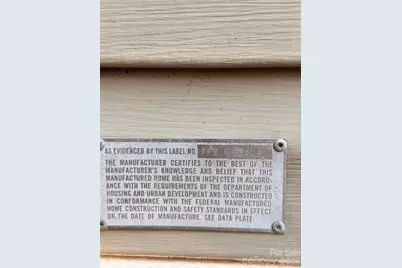 AS EVIDENCED BY THIS LABEL NO.
THE MANUFACTURER CERTIFIES TO THE BEST OF THE
MANUFACTURER'S KNOWLEDGE AND BELIEF THAT THIS
MANUFACTURED HOME HAS BEEN INSPECTED IN ACCORD-
ANCE WITH THE REQUIREMENTS OF THE DEPARTMENT OF
HOUSING AND URBAN DEVELOPMENT AND IS CONSTRUCTED
IN CONFORMANCE WITH THE FEDERAL MANUFACTURED
HOME CONSTRUCTION AND SAFETY STANDARDS IN EFFECT
ON THE DATE OF MANUFACTURE. SEE DATA PLATE.
For Se